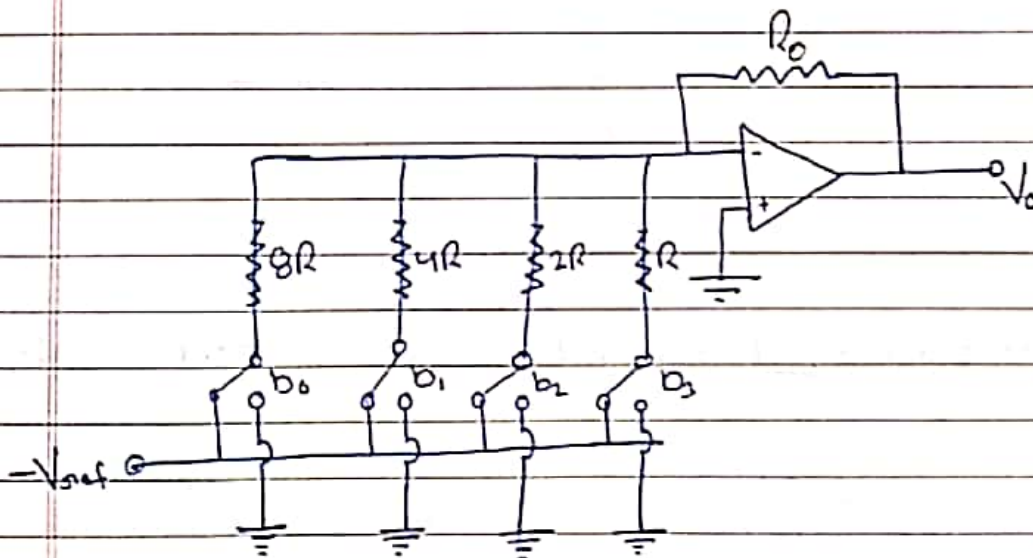 R₀
-
+
V₀
8R 4R 2R R
b₀ b₁ b₂ b₃
-Vref